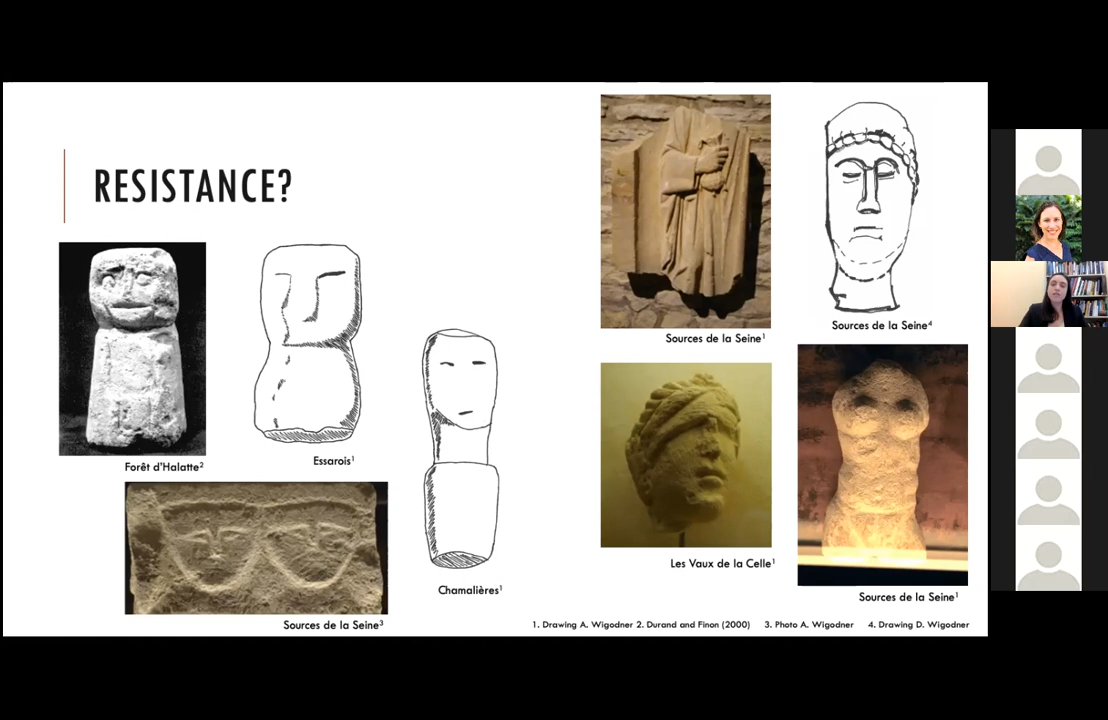 RESISTANCE?
Forêt d'Halatte²
Essarois¹
Chamalières¹
Sources de la Seine³
Sources de la Seine¹
Sources de la Seine⁴
Les Vaux de la Celle¹
Sources de la Seine¹
1. Drawing A. Wigodner 2. Durand and Finon (2000) 3. Photo A. Wigodner 4. Drawing D. Wigodner